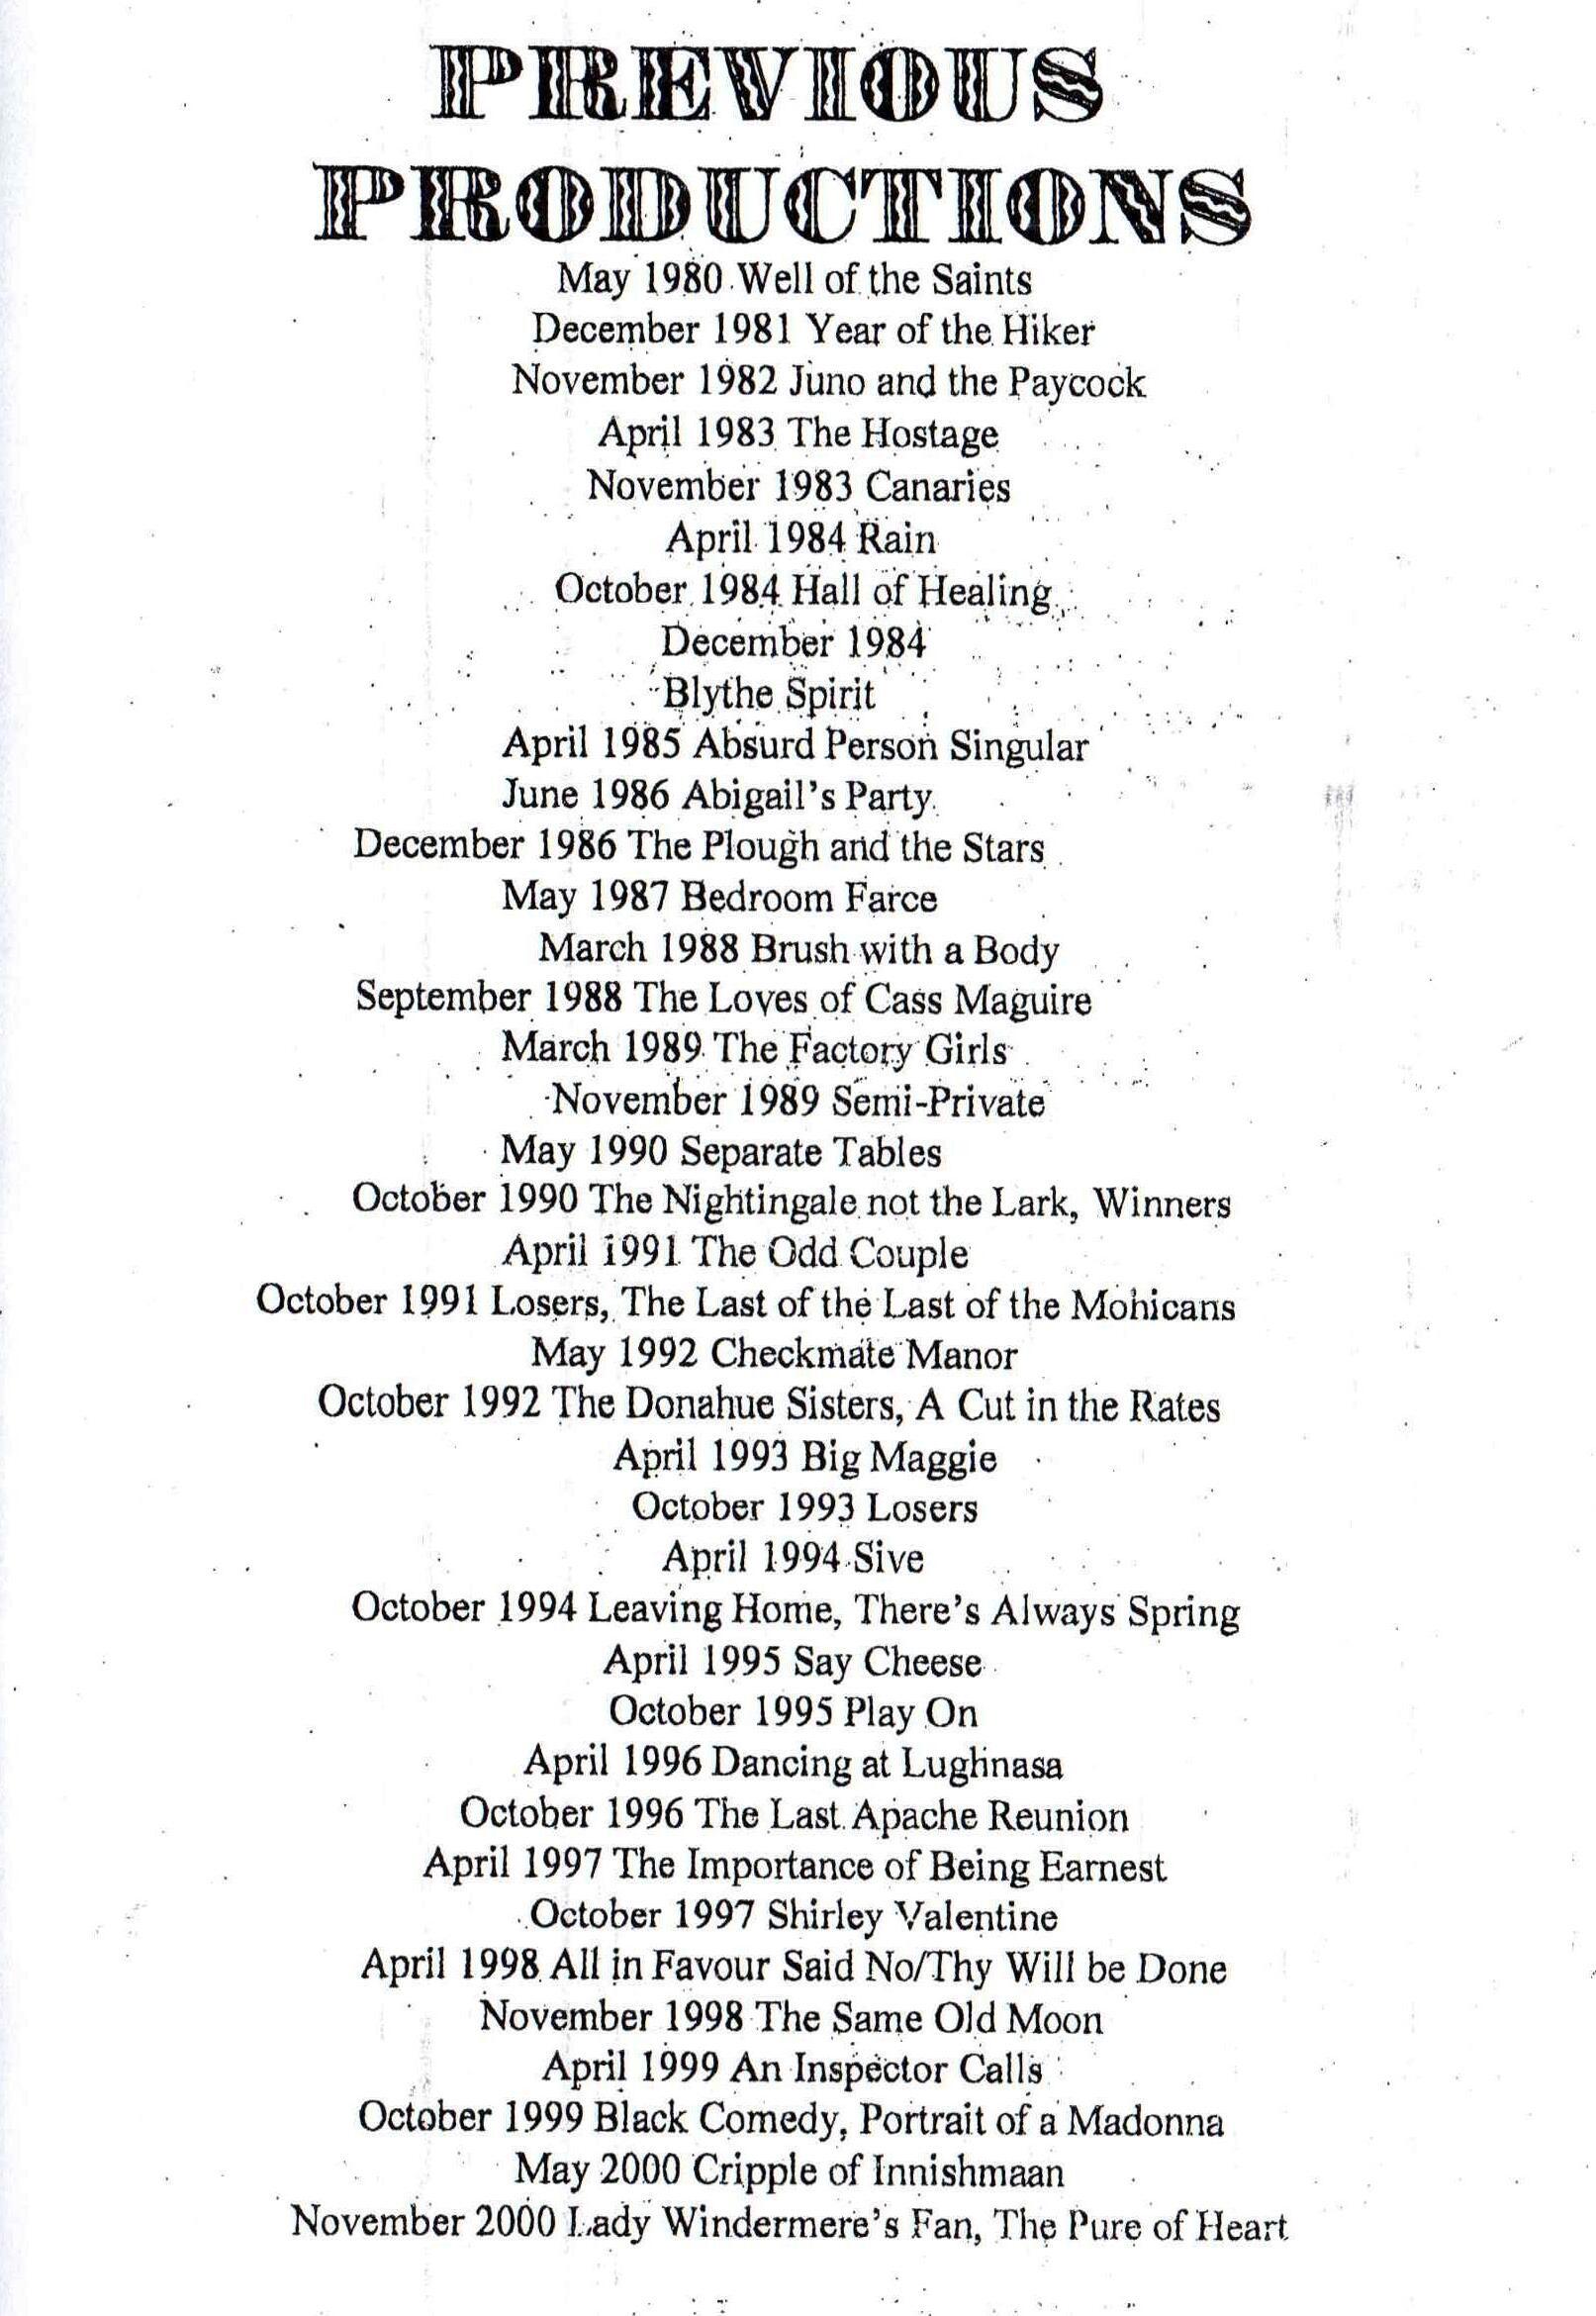 PREVIOUS
PRODUCTIONS
May 1980 Well of the Saints
December 1981 Year of the Hiker
November 1982 Juno and the Paycock
April 1983 The Hostage
November 1983 Canaries
April 1984 Rain
October 1984 Hall of Healing
December 1984
Blythe Spirit
April 1985 Absurd Person Singular
June 1986 Abigail's Party
December 1986 The Plough and the Stars
May 1987 Bedroom Farce
March 1988 Brush with a Body
September 1988 The Loves of Cass Maguire
March 1989 The Factory Girls
November 1989 Semi-Private
May 1990 Separate Tables
October 1990 The Nightingale not the Lark, Winners
April 1991 The Odd Couple
October 1991 Losers, The Last of the Last of the Mohicans
May 1992 Checkmate Manor
October 1992 The Donahue Sisters, A Cut in the Rates
April 1993 Big Maggie
October 1993 Losers
April 1994 Sive
October 1994 Leaving Home, There's Always Spring
April 1995 Say Cheese
October 1995 Play On
April 1996 Dancing at Lughnasa
October 1996 The Last Apache Reunion
April 1997 The Importance of Being Earnest
October 1997 Shirley Valentine
April 1998 All in Favour Said No/Thy Will be Done
November 1998 The Same Old Moon
April 1999 An Inspector Calls
October 1999 Black Comedy, Portrait of a Madonna
May 2000 Cripple of Innishmaan
November 2000 Lady Windermere's Fan, The Pure of Heart